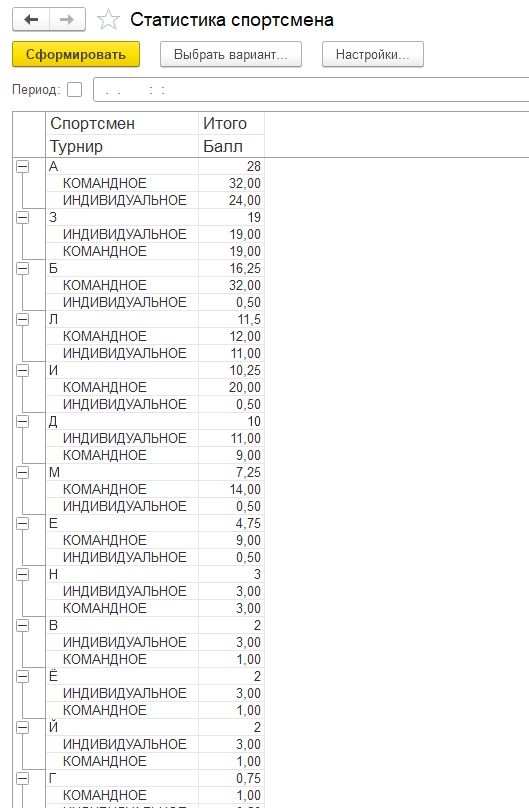 Статистика спортсмена
Сформировать Выбрать вариант... Настройки...
Период: . . : :
Спортсмен Итого
Турнир Балл
А 28
КОМАНДНОЕ 32,00
ИНДИВИДУАЛЬНОЕ 24,00
З 19
ИНДИВИДУАЛЬНОЕ 19,00
КОМАНДНОЕ 19,00
Б 16,25
КОМАНДНОЕ 32,00
ИНДИВИДУАЛЬНОЕ 0,50
Л 11,5
КОМАНДНОЕ 12,00
ИНДИВИДУАЛЬНОЕ 11,00
И 10,25
КОМАНДНОЕ 20,00
ИНДИВИДУАЛЬНОЕ 0,50
Д 10
ИНДИВИДУАЛЬНОЕ 11,00
КОМАНДНОЕ 9,00
М 7,25
КОМАНДНОЕ 14,00
ИНДИВИДУАЛЬНОЕ 0,50
Е 4,75
КОМАНДНОЕ 9,00
ИНДИВИДУАЛЬНОЕ 0,50
Н 3
ИНДИВИДУАЛЬНОЕ 3,00
КОМАНДНОЕ 3,00
В 2
ИНДИВИДУАЛЬНОЕ 3,00
КОМАНДНОЕ 1,00
Ё 2
ИНДИВИДУАЛЬНОЕ 3,00
КОМАНДНОЕ 1,00
Й 2
ИНДИВИДУАЛЬНОЕ 3,00
КОМАНДНОЕ 1,00
Г 0,75
КОМАНДНОЕ 1,00